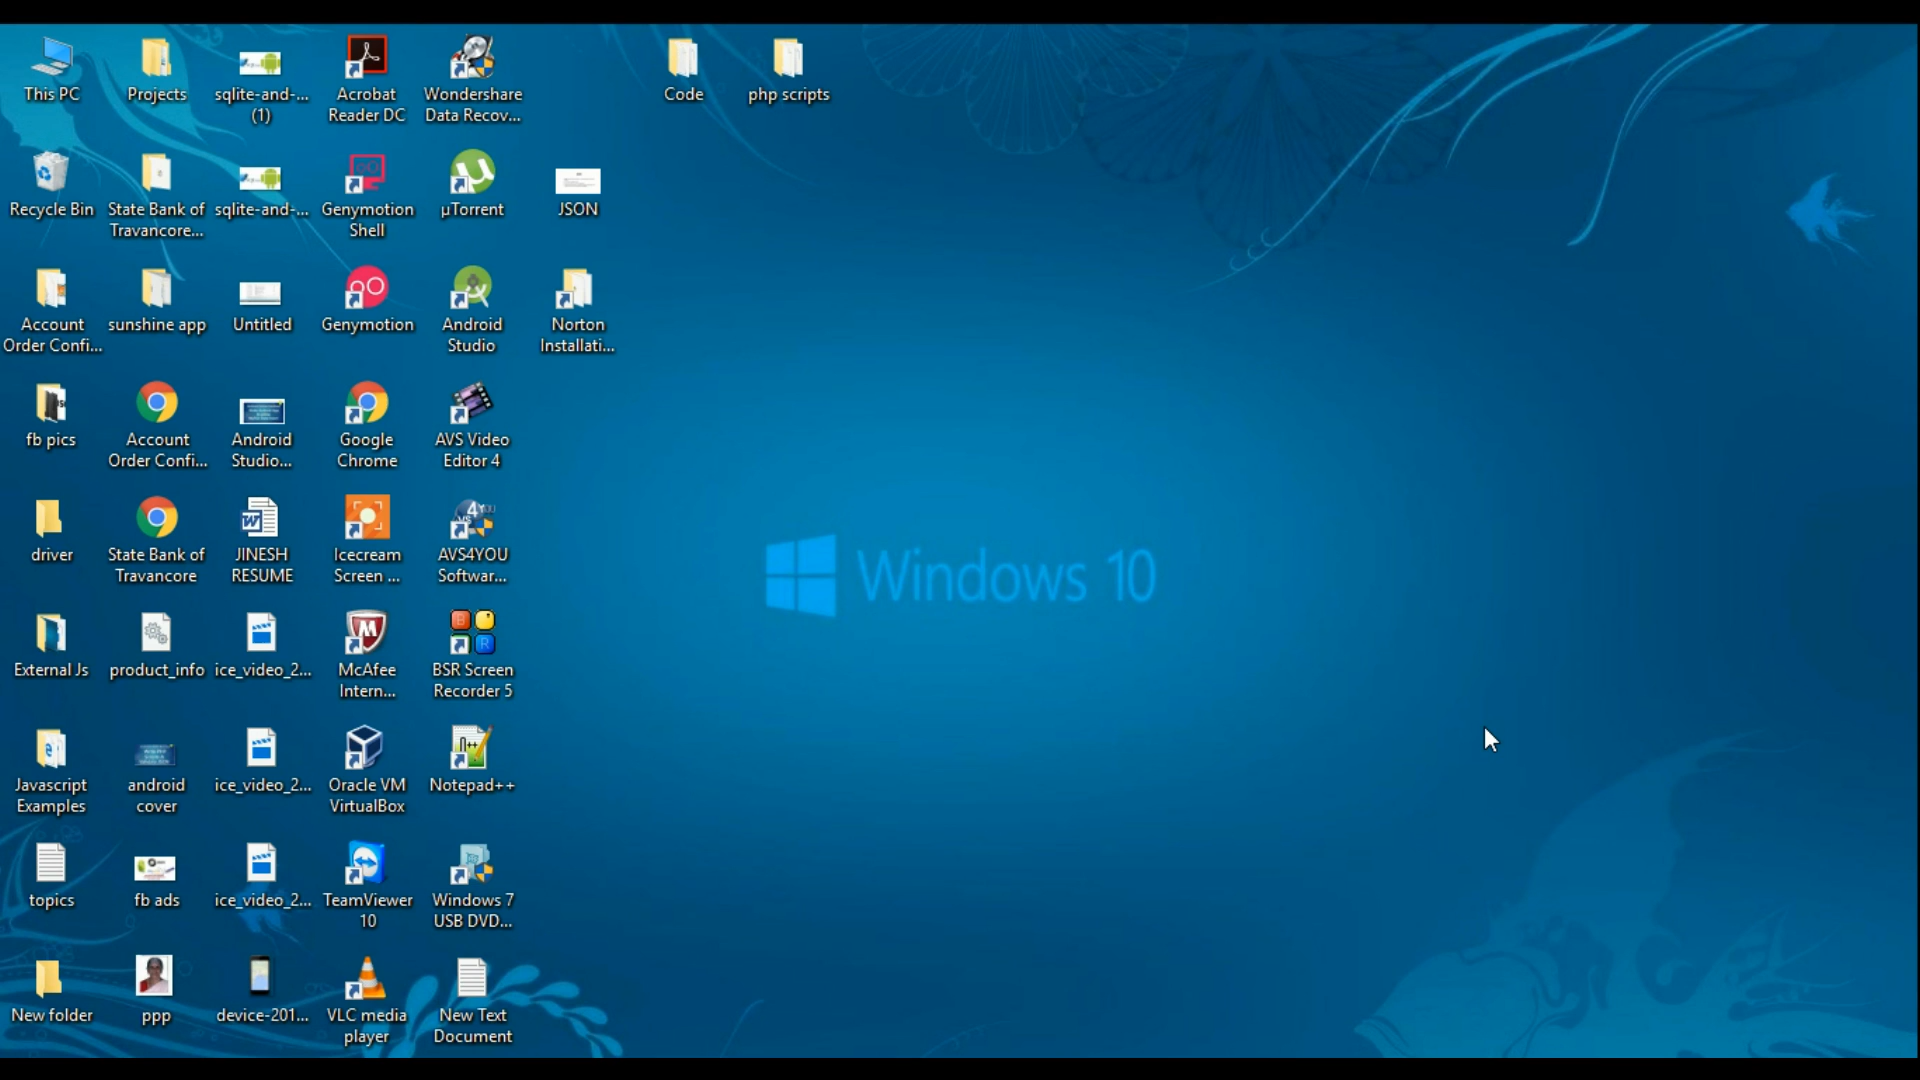 This PC
Projects
sqlite-and-...
(1)
Acrobat
Reader DC
Wondershare
Data Recov...
Code
php scripts
Recycle Bin
State Bank of
Travancore...
sqlite-and-...
Genymotion
Shell
µTorrent
JSON
Account
Order Confi...
sunshine app
Untitled
Genymotion
Android
Studio
Norton
Installati...
fb pics
Account
Order Confi...
Android
Studio...
Google
Chrome
AVS Video
Editor 4
driver
State Bank of
Travancore
JINESH
RESUME
Icecream
Screen ...
AVS4YOU
Softwar...
Windows 10
External Js
product_info
ice_video_2...
McAfee
Intern...
BSR Screen
Recorder 5
Javascript
Examples
android
cover
ice_video_2...
Oracle VM
VirtualBox
Notepad++
topics
fb ads
ice_video_2...
TeamViewer
10
Windows 7
USB DVD...
New folder
ppp
device-201...
VLC media
player
New Text
Document